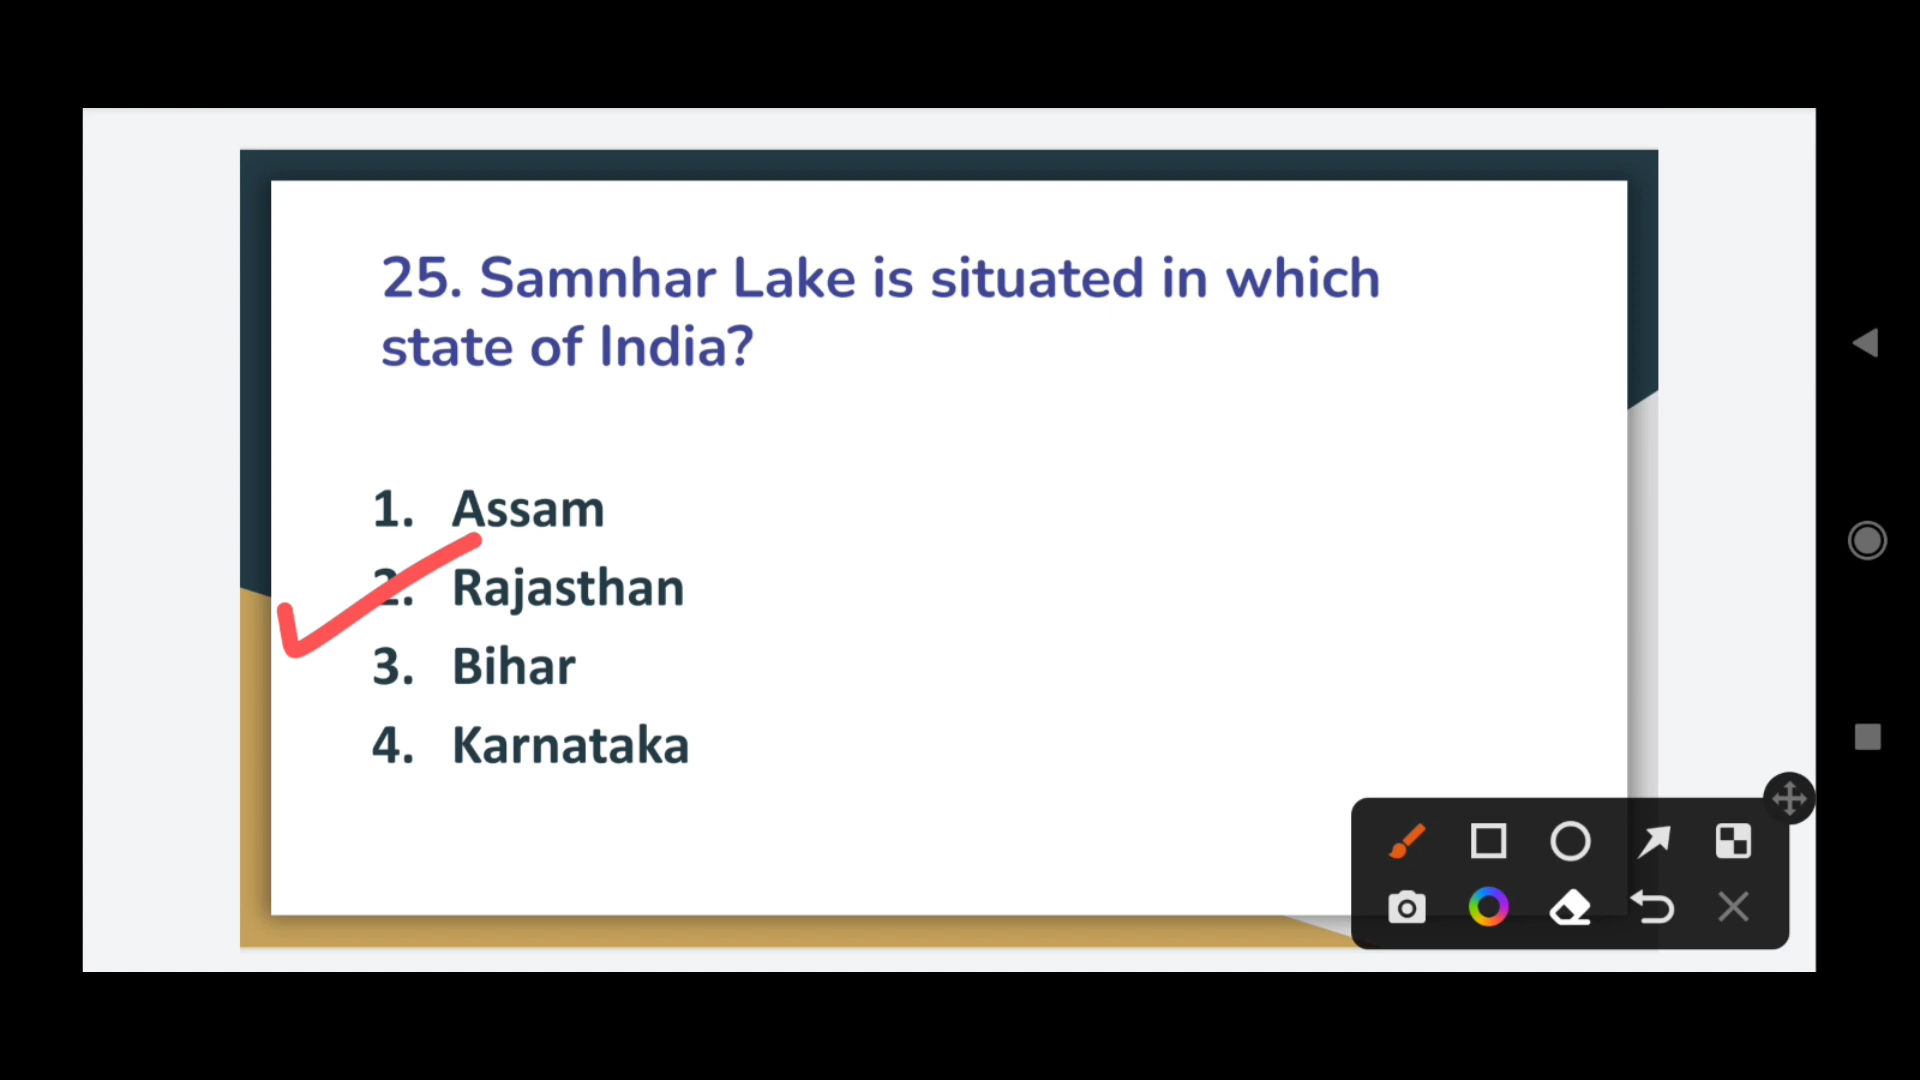 25. Samnhar Lake is situated in which
state of India?
1. Assam
2. Rajasthan
3. Bihar
4. Karnataka